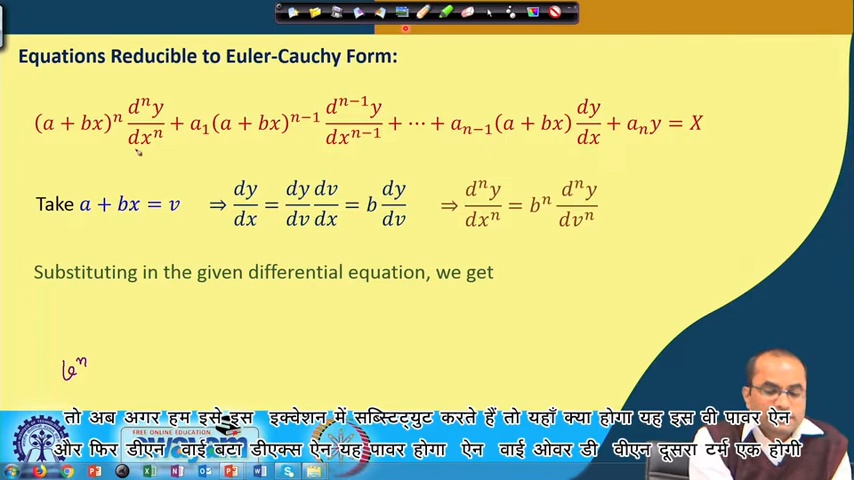 Equations Reducible to Euler-Cauchy Form:
(a + bx)^n d^n y/dx^n + a_1(a + bx)^{n−1} d^{n−1}y/dx^{n−1} + ⋯ + a_{n−1}(a + bx) dy/dx + a_n y = X
Take a + bx = v ⇒ dy/dx = dy/dv dv/dx = b dy/dv ⇒ d^n y/dx^n = b^n d^n y/dv^n
Substituting in the given differential equation, we get
v^n
तो अब अगर हम इसे इस इक्वेशन में सब्स्टिट्युट करते हैं तो यहाँ क्या होगा यह इस वी पावर ऐन
और फिर डीएन वाई बटा डीएक्स ऐन यह पावर होगा ऐन वाई ओवर डी वीएन दूसरा टर्म एक होगी